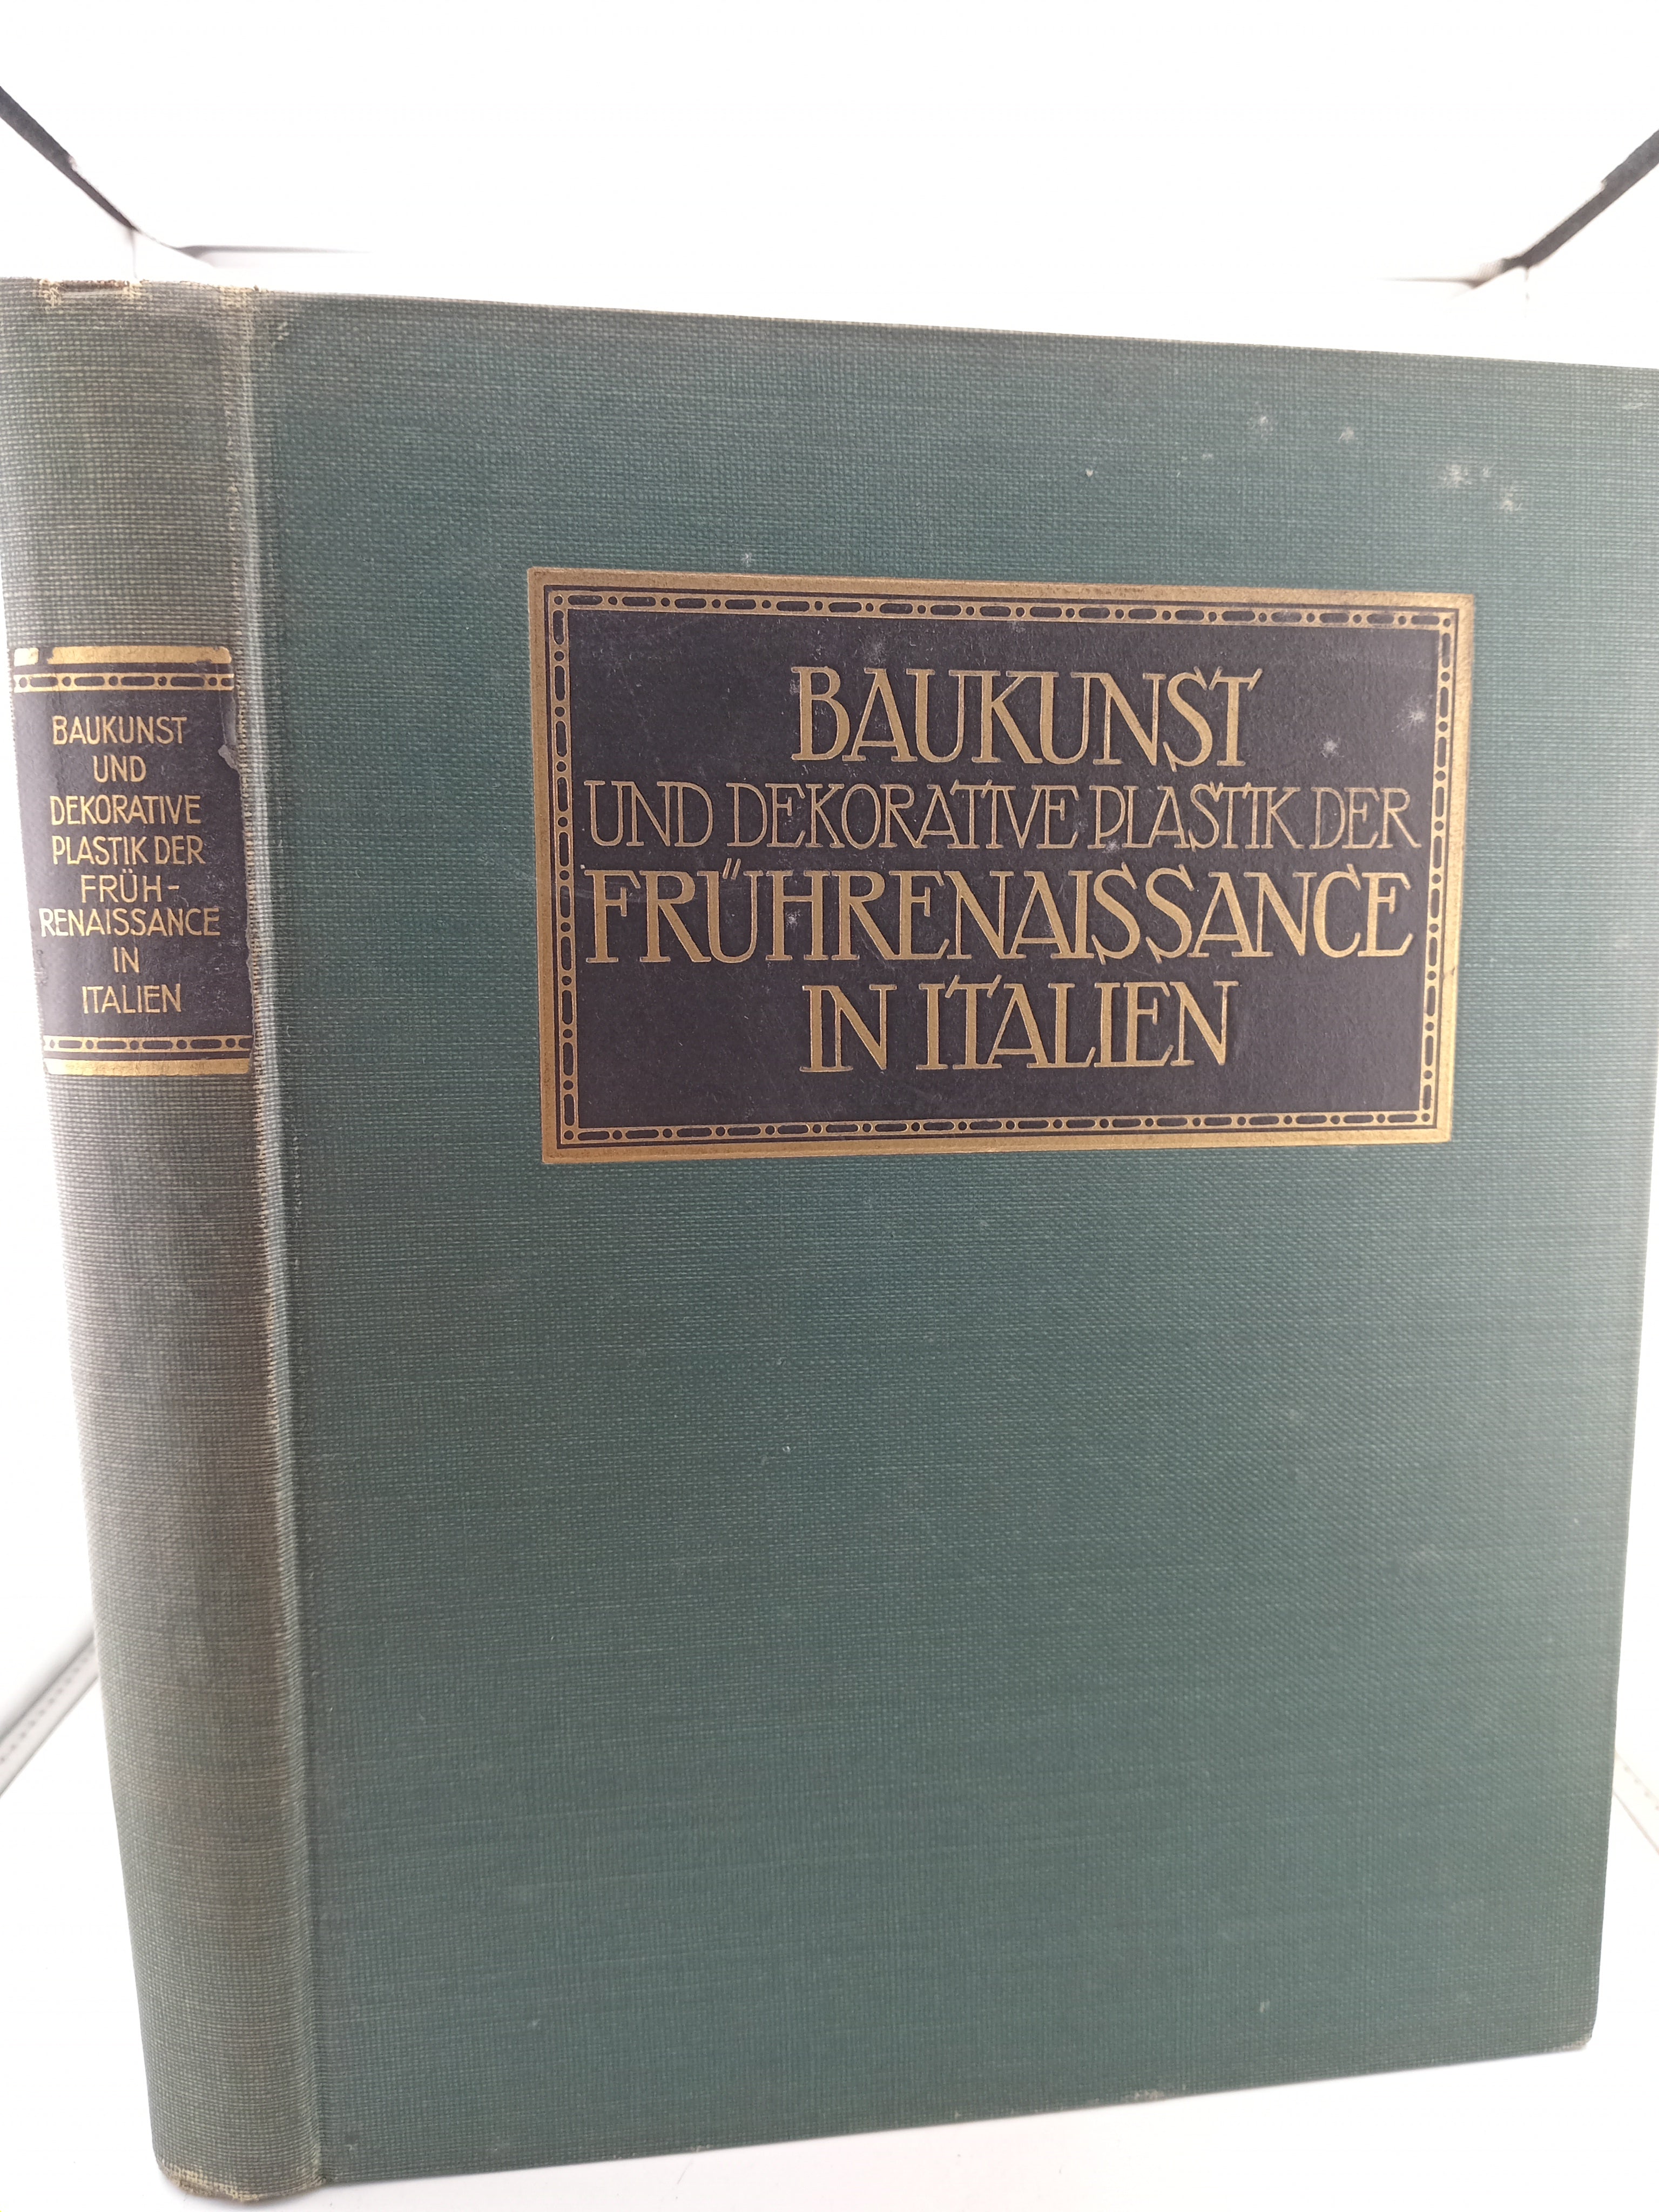 BAUKUNST
UND
DEKORATIVE
PLASTIK DER
FRÜH-
RENAISSANCE
IN
ITALIEN
BAUKUNST
UND DEKORATIVE PLASTIK DER
FRÜHRENAISSANCE
IN ITALIEN